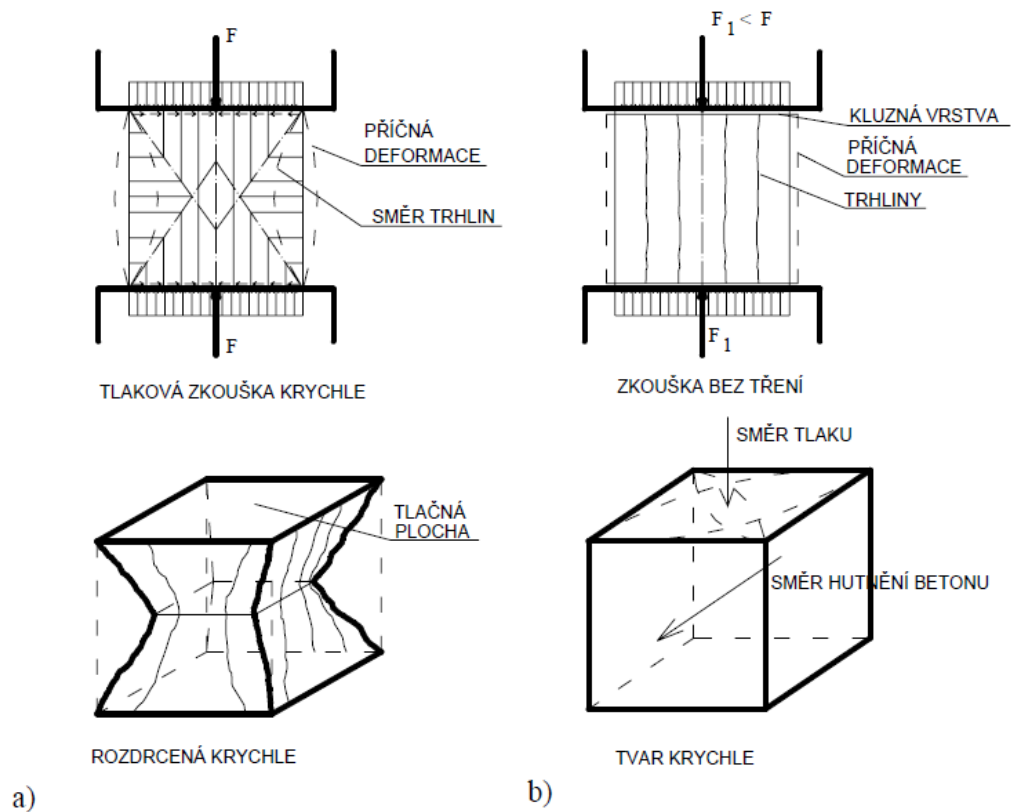 F
PŘÍČNÁ
DEFORMACE
SMĚR TRHLIN
F
TLAKOVÁ ZKOUŠKA KRYCHLE
F1 < F
KLUZNÁ VRSTVA
PŘÍČNÁ
DEFORMACE
TRHLINY
F1
ZKOUŠKA BEZ TŘENÍ
TLAČNÁ
PLOCHA
ROZDRCENÁ KRYCHLE
a)
SMĚR TLAKU
SMĚR HUTNĚNÍ BETONU
TVAR KRYCHLE
b)